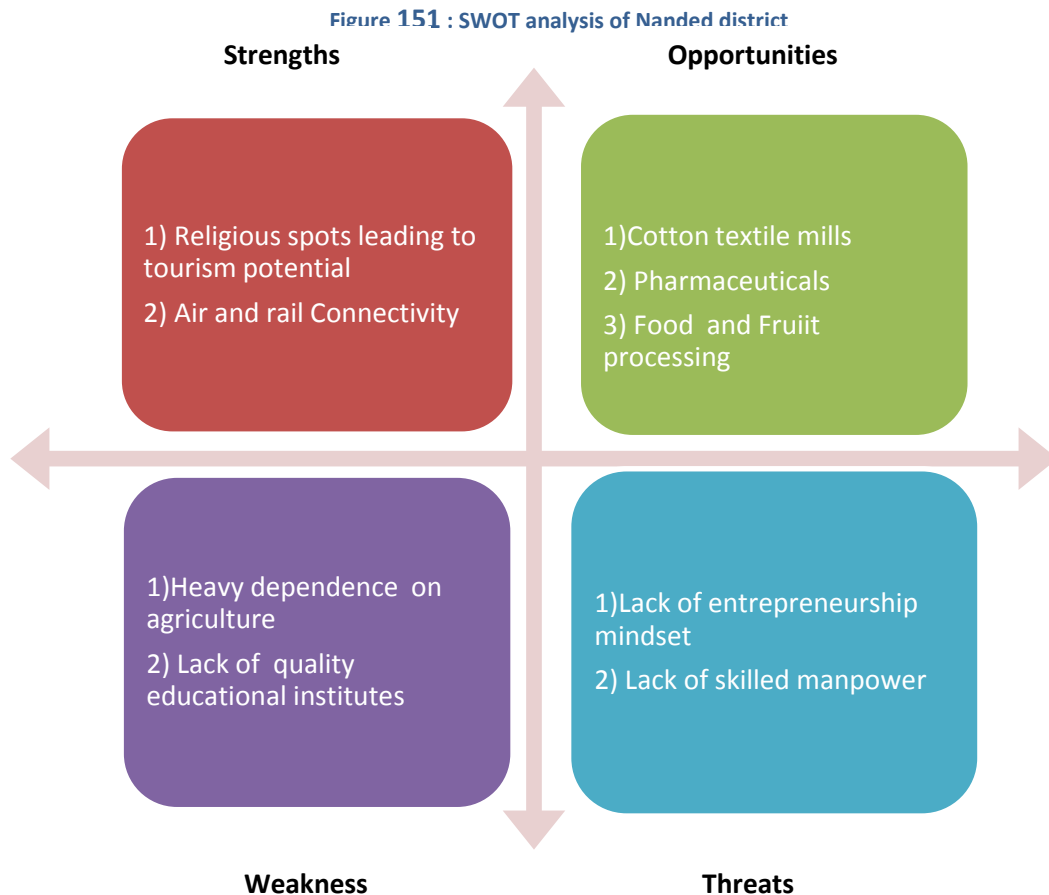 Figure 151 : SWOT analysis of Nanded district
Strengths
Opportunities
1) Religious spots leading to
tourism potential
2) Air and rail Connectivity
1)Cotton textile mills
2) Pharmaceuticals
3) Food and Fruiit
processing
1)Heavy dependence on
agriculture
2) Lack of quality
educational institutes
1)Lack of entrepreneurship
mindset
2) Lack of skilled manpower
Weakness
Threats